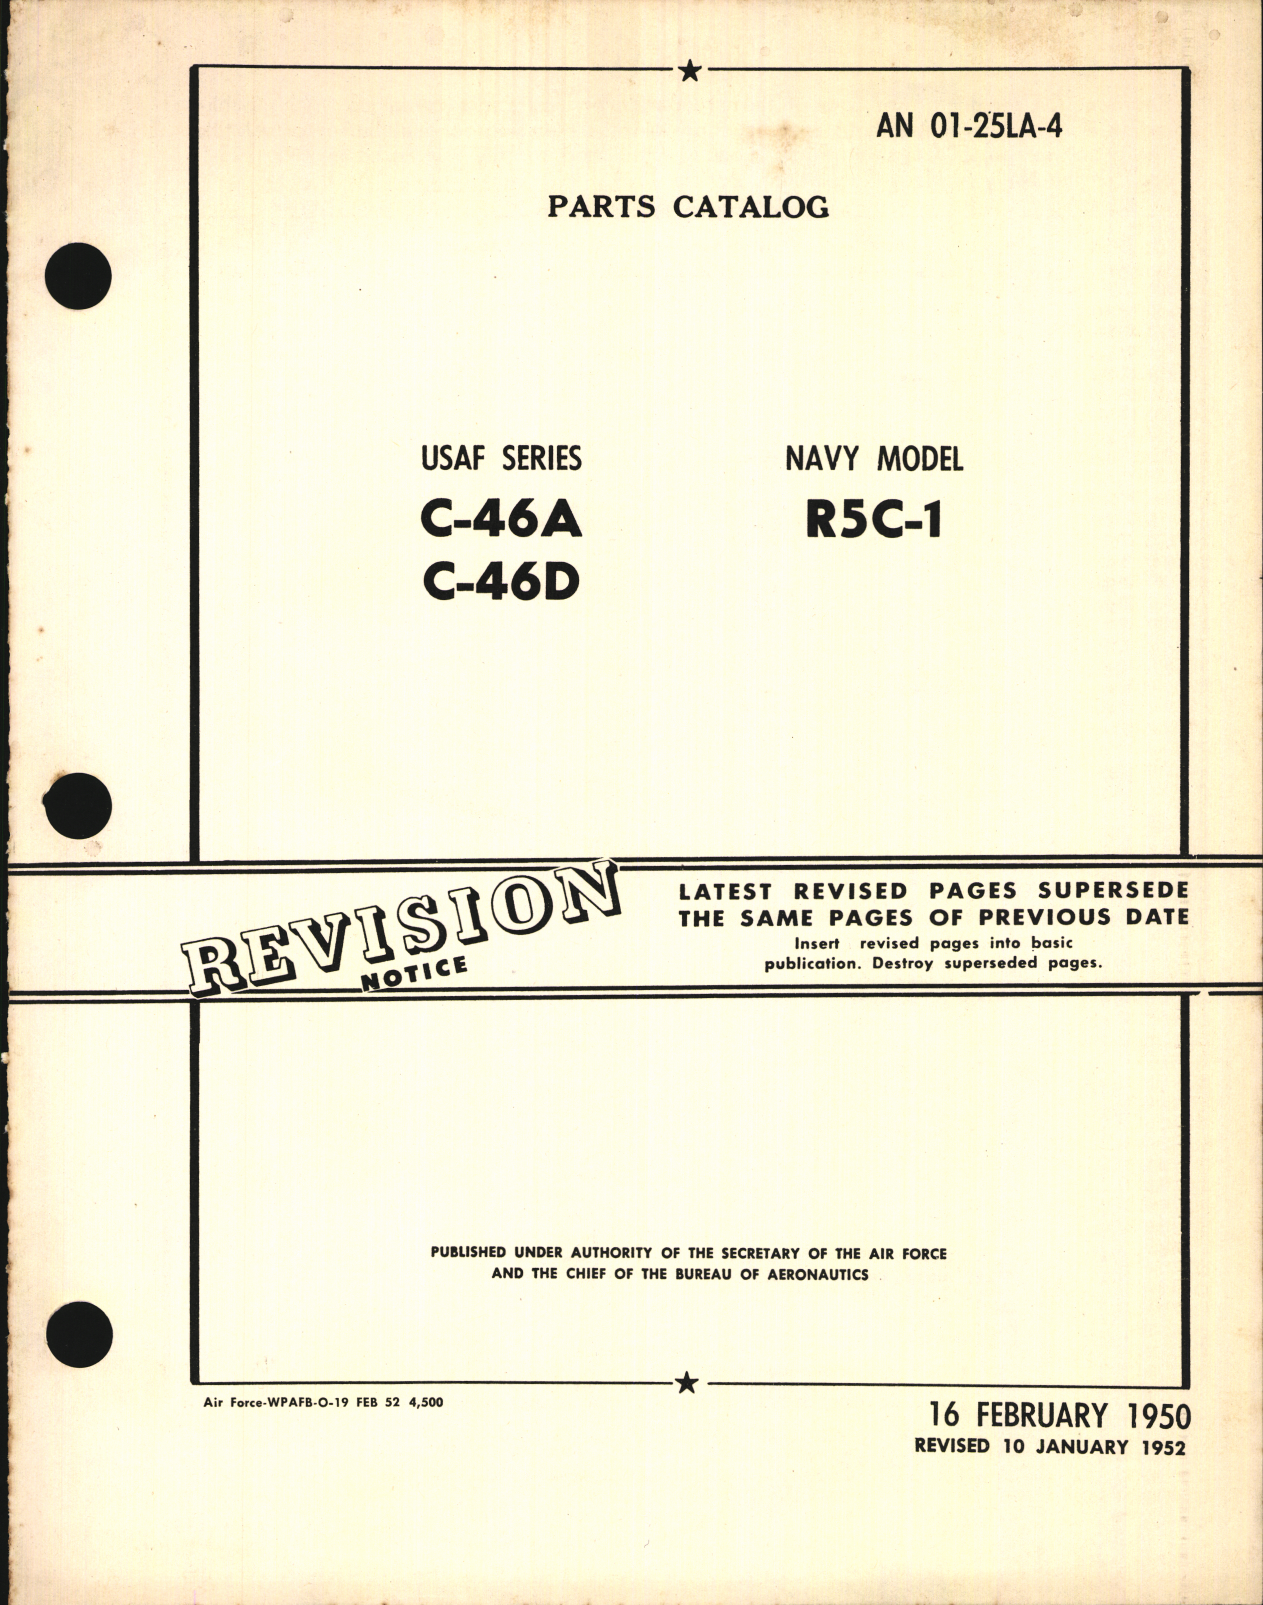 AN 01-25LA-4
PARTS CATALOG
USAF SERIES
C-46A
C-46D
NAVY MODEL
R5C-1
REVISION
NOTICE
LATEST REVISED PAGES SUPERSEDE
THE SAME PAGES OF PREVIOUS DATE
Insert revised pages into basic
publication. Destroy superseded pages.
PUBLISHED UNDER AUTHORITY OF THE SECRETARY OF THE AIR FORCE
AND THE CHIEF OF THE BUREAU OF AERONAUTICS
Air Force-WPAFB-O-19 FEB 52 4,500
16 FEBRUARY 1950
REVISED 10 JANUARY 1952